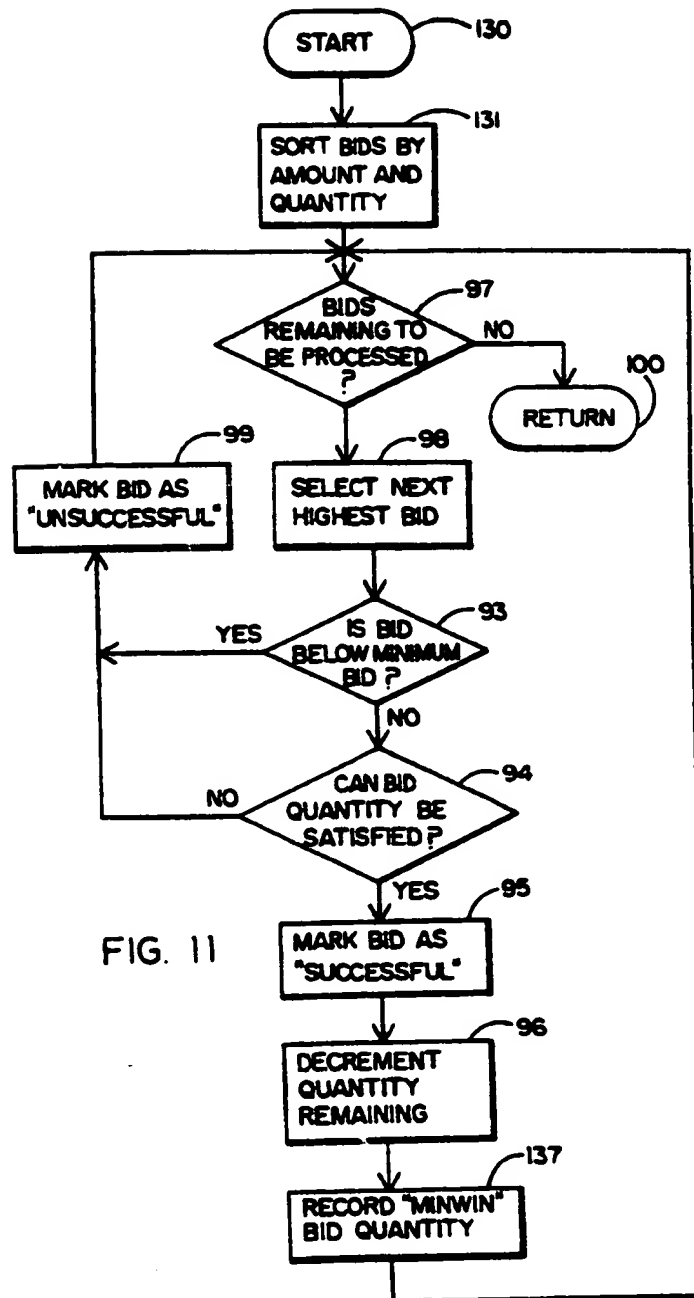 START
130
131
SORT BIDS BY
AMOUNT AND
QUANTITY
97
BIDS
REMAINING TO
BE PROCESSED
?
NO
100
RETURN
99
MARK BID AS
"UNSUCCESSFUL"
98
SELECT NEXT
HIGHEST BID
93
YES
IS BID
BELOW MINIMUM
BID ?
NO
94
NO
CAN BID
QUANTITY BE
SATISFIED?
YES
95
MARK BID AS
"SUCCESSFUL"
FIG. 11
96
DECREMENT
QUANTITY
REMAINING
137
RECORD "MINWIN"
BID QUANTITY